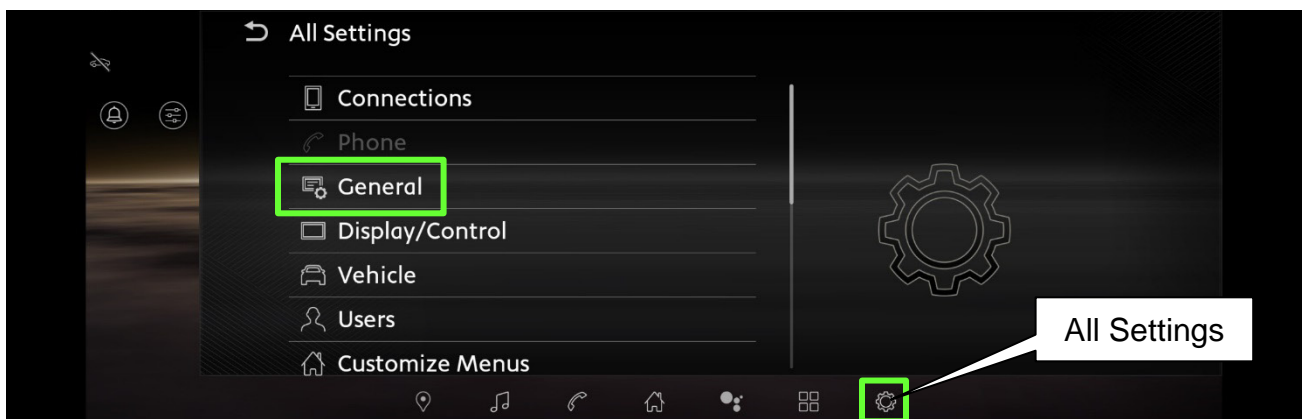 All Settings
Connections
Phone
General
Display/Control
Vehicle
Users
Customize Menus
All Settings